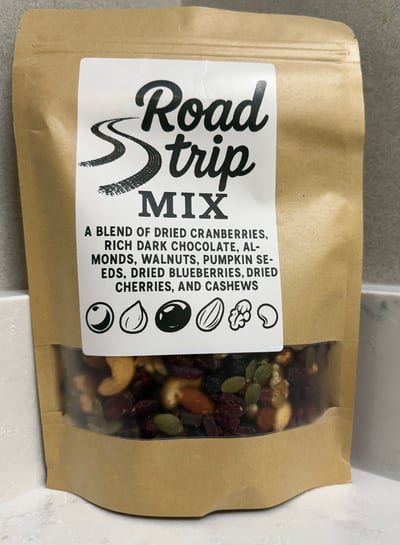 Road
trip
MIX
A BLEND OF DRIED CRANBERRIES,
RICH DARK CHOCOLATE, AL-
MONDS, WALNUTS, PUMPKIN SE-
EDS, DRIED BLUEBERRIES, DRIED
CHERRIES, AND CASHEWS